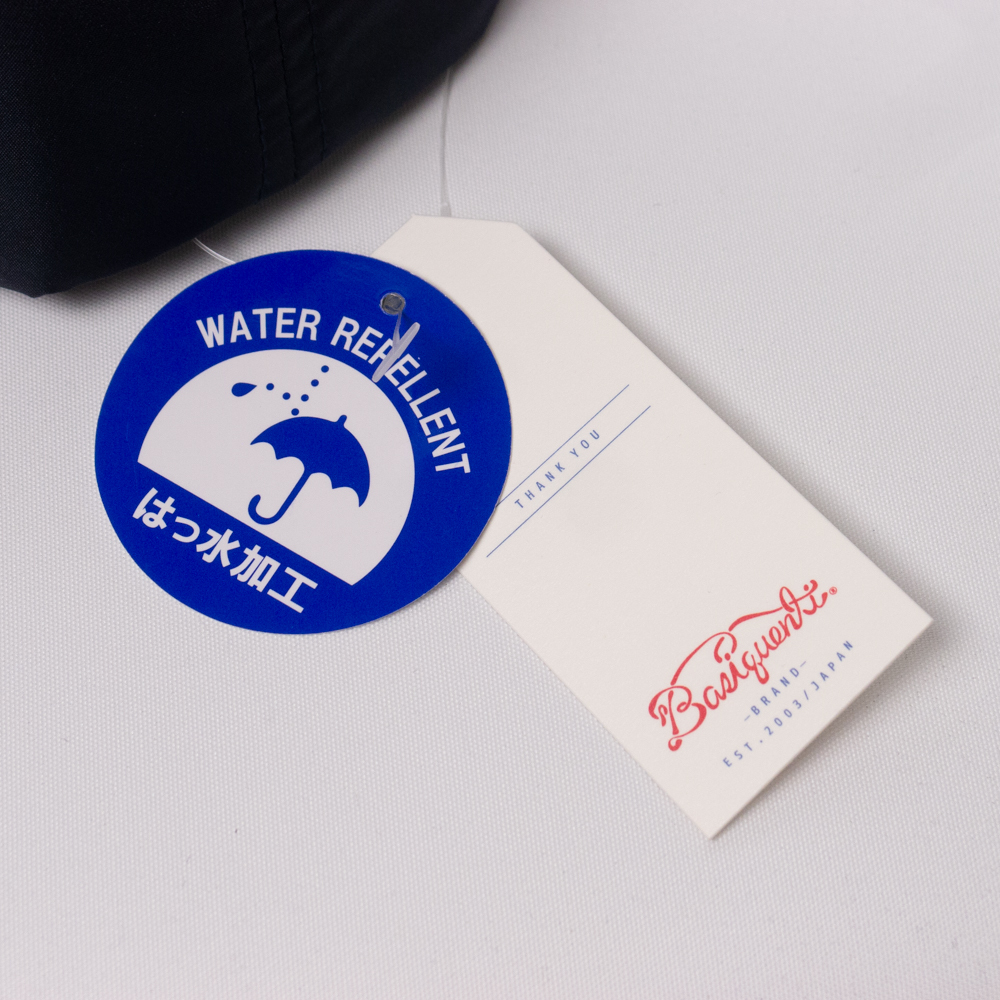 WATER REPELLENT
はっ水加工
THANK YOU
Basiquenti®
-BRAND-
EST.2003/JAPAN